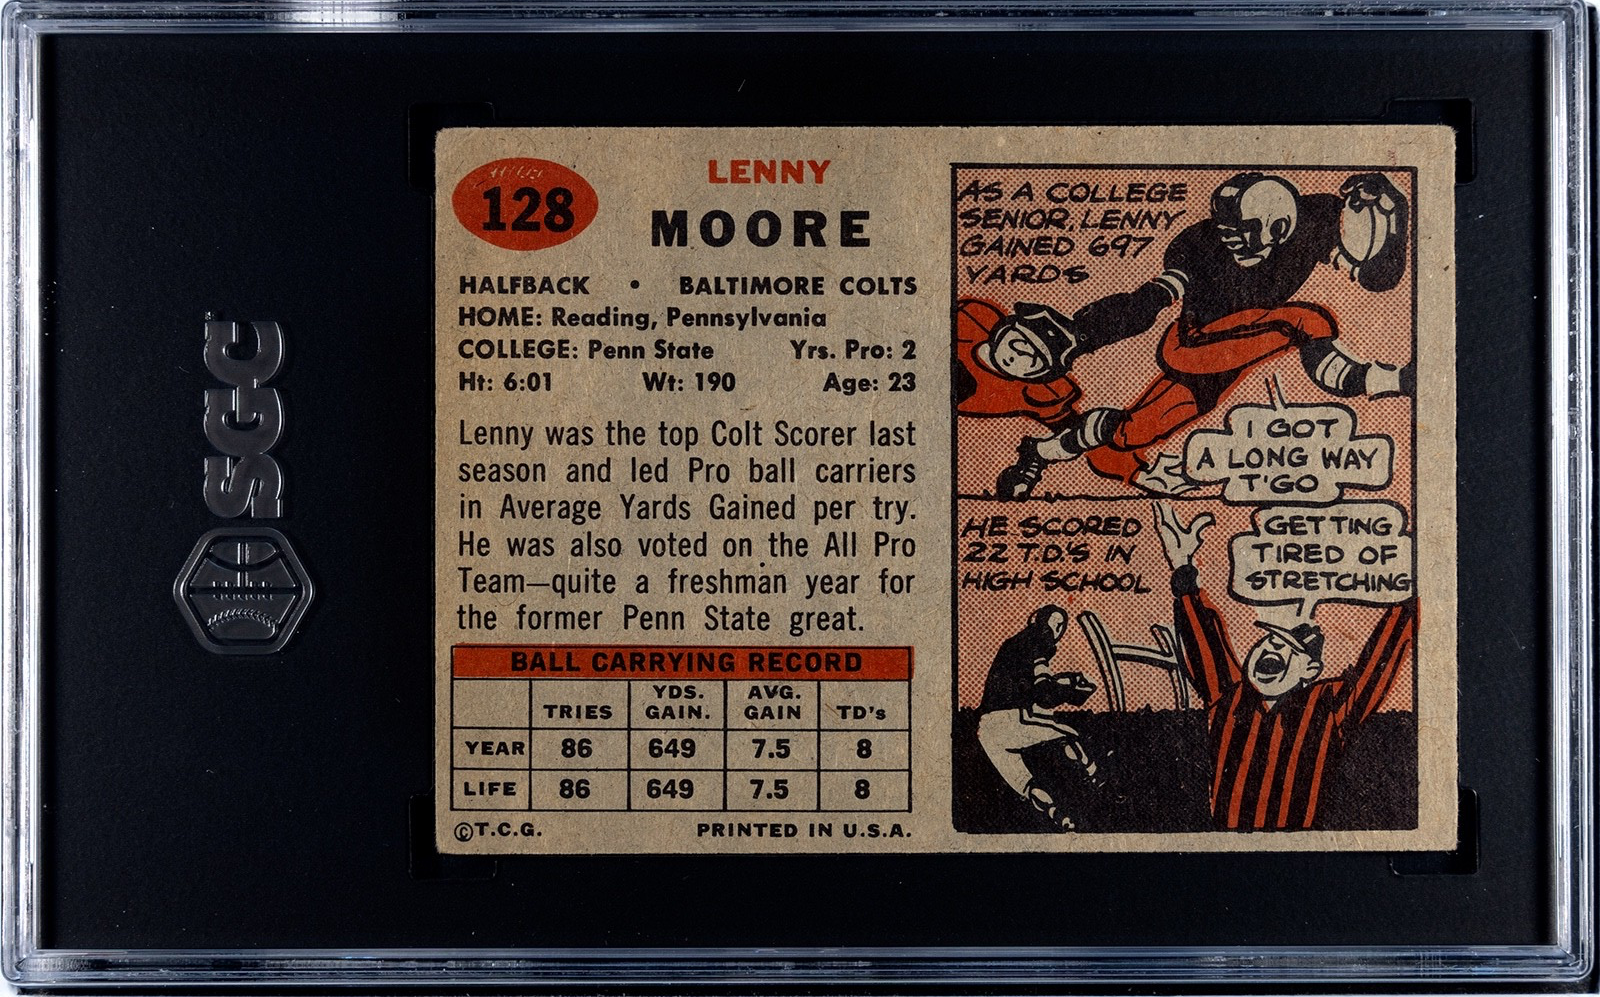 SGC
128
LENNY
MOORE
HALFBACK • BALTIMORE COLTS
HOME: Reading, Pennsylvania
COLLEGE: Penn State Yrs. Pro: 2
Ht: 6:01 Wt: 190 Age: 23
Lenny was the top Colt Scorer last
season and led Pro ball carriers
in Average Yards Gained per try.
He was also voted on the All Pro
Team—quite a freshman year for
the former Penn State great.
BALL CARRYING RECORD
TRIES YDS. GAIN. AVG. GAIN TD's
YEAR 86 649 7.5 8
LIFE 86 649 7.5 8
©T.C.G. PRINTED IN U.S.A.
AS A COLLEGE
SENIOR, LENNY
GAINED 697
YARDS
I GOT
A LONG WAY
T'GO
HE SCORED
22 TD'S IN
HIGH SCHOOL
GETTING
TIRED OF
STRETCHING